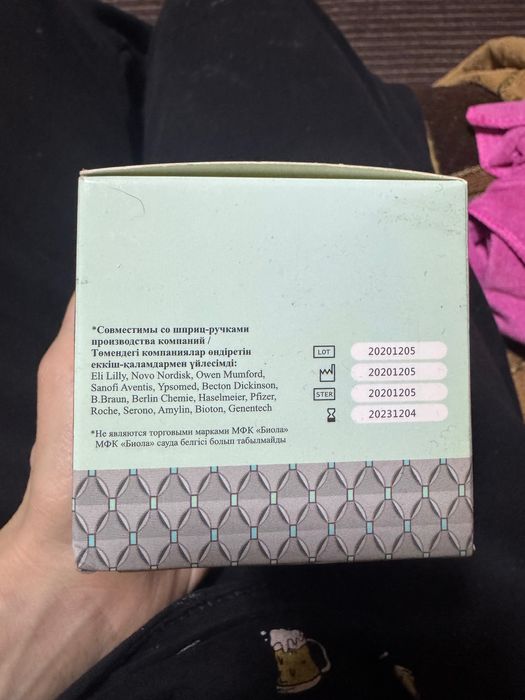 *Совместимы со шприц-ручками
производства компаний /
Төмендегі компаниялар өндіретін
еккіш-қаламдармен үйлесімді:
Eli Lilly, Novo Nordisk, Owen Mumford,
Sanofi Aventis, Ypsomed, Becton Dickinson,
B.Braun, Berlin Chemie, Haselmeier, Pfizer,
Roche, Serono, Amylin, Bioton, Genentech
*Не являются торговыми марками МФК «Биола»
МФК «Биола» сауда белгісі болып табылмайды
LOT 20201205
20201205
STER 20201205
20231204